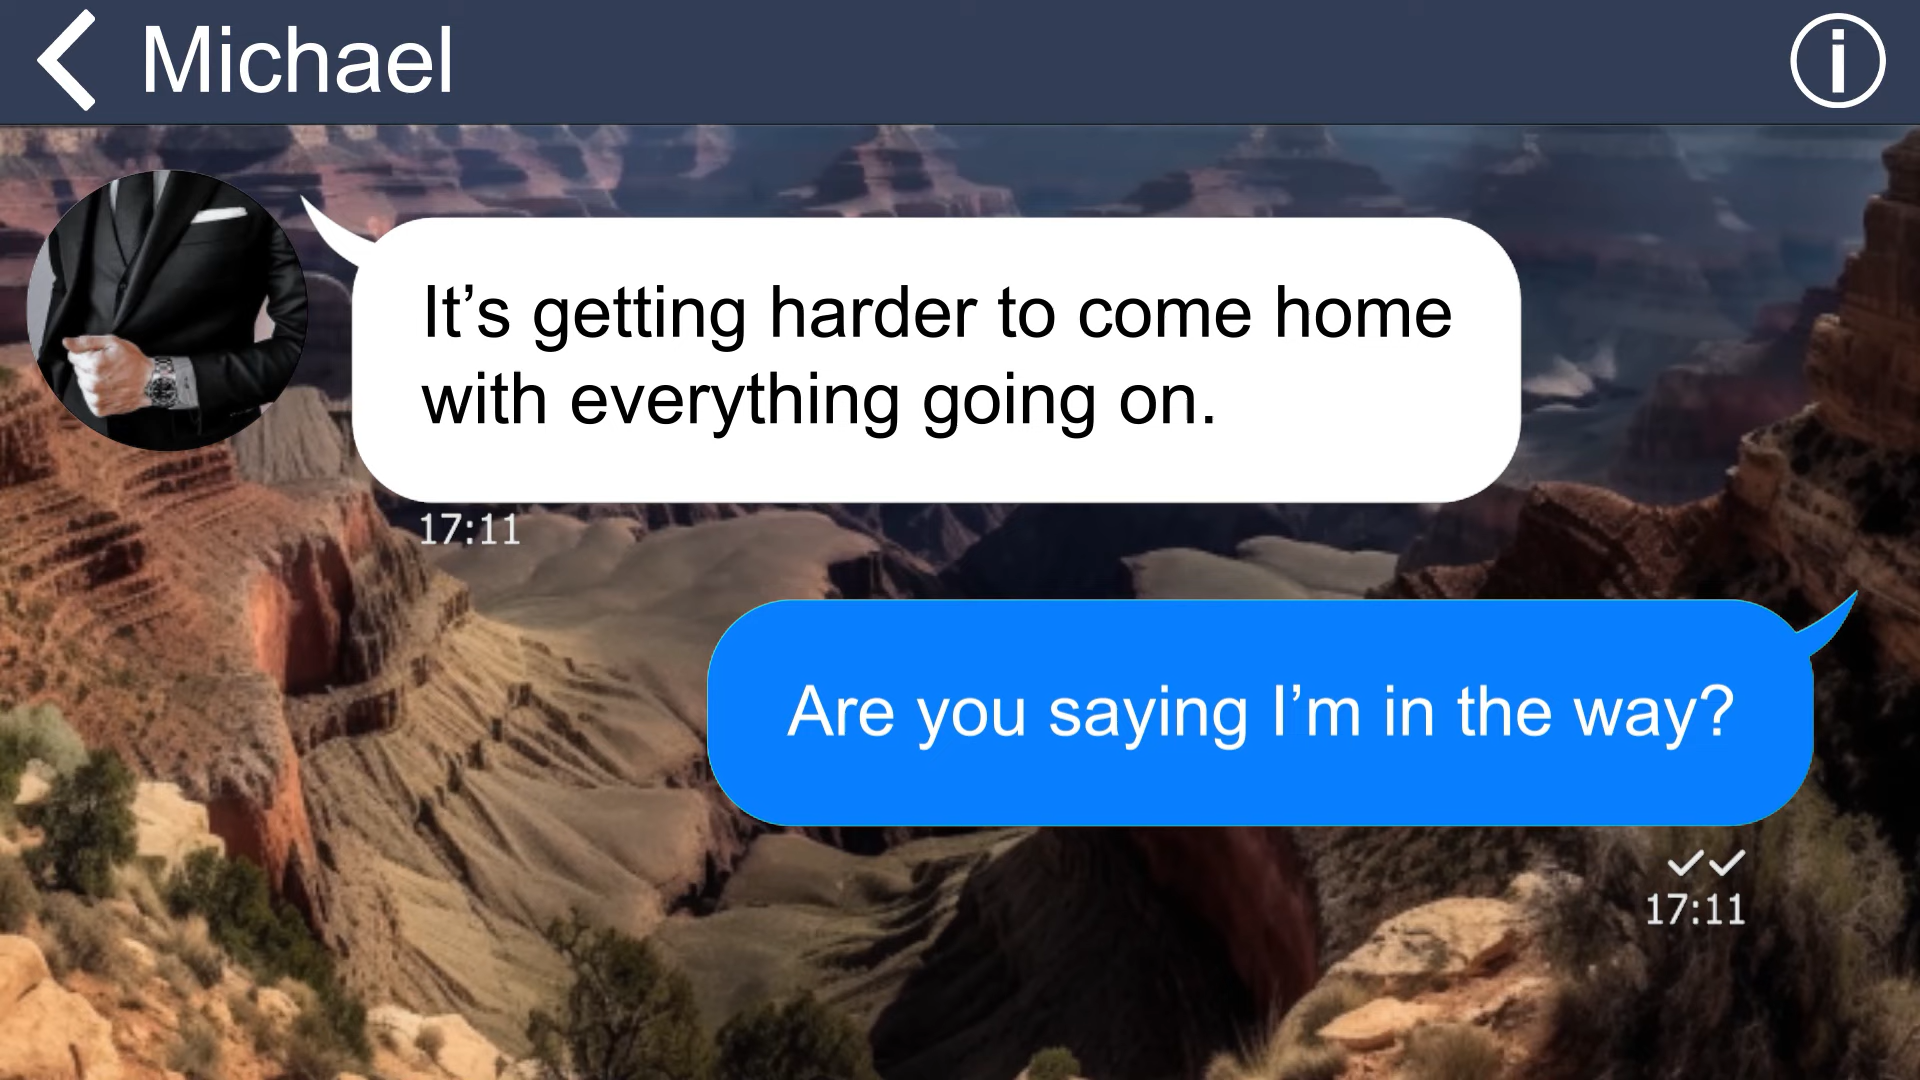 Michael
It’s getting harder to come home
with everything going on.
17:11
Are you saying I’m in the way?
17:11